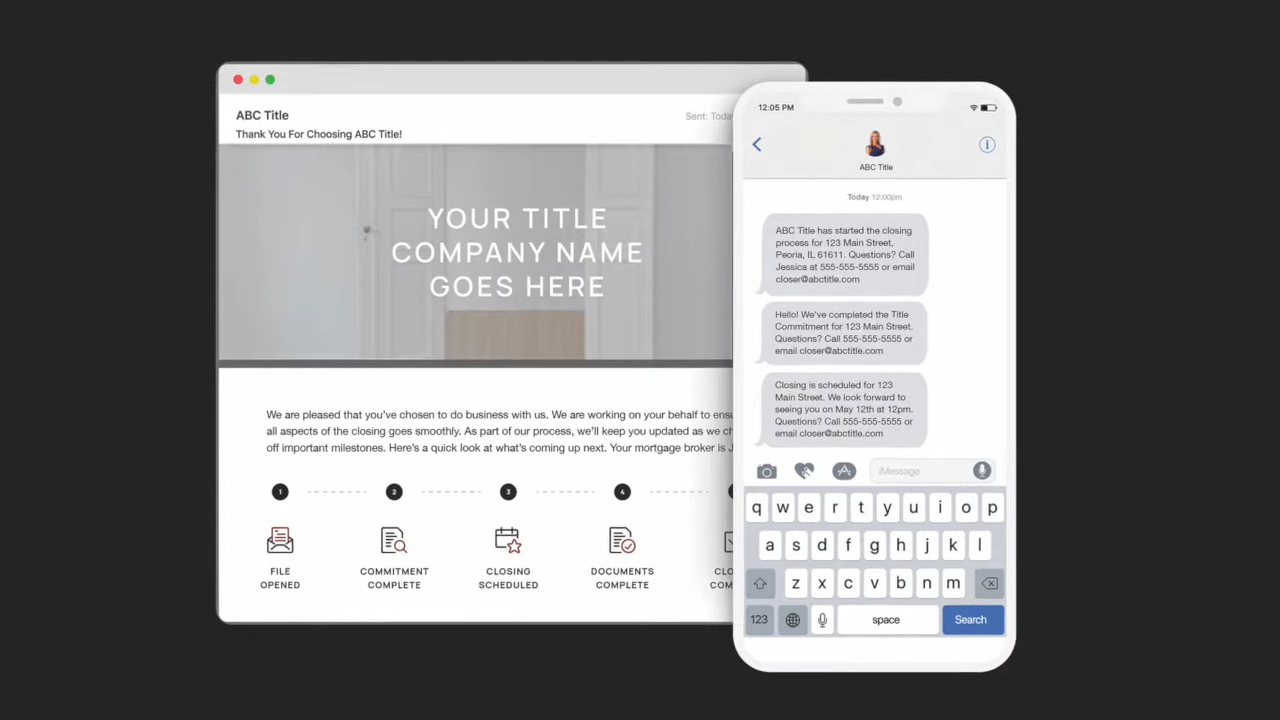 ABC Title
Sent: Today
Thank You For Choosing ABC Title!
YOUR TITLE
COMPANY NAME
GOES HERE
We are pleased that you've chosen to do business with us. We are working on your behalf to
all aspects of the closing goes smoothly. As part of our process, we'll keep you updated as we
off important milestones. Here's a quick look at what's coming up next. Your mortgage broker is
1 2 3 4
FILE
OPENED
COMMITMENT
COMPLETE
CLOSING
SCHEDULED
DOCUMENTS
COMPLETE
12:05 PM
ABC Title
Today 12:00pm
ABC Title has started the closing
process for 123 Main Street,
Peoria, IL 61611. Questions? Call
Jessica at 555-555-5555 or email
closer@abctitle.com
Hello! We've completed the Title
Commitment for 123 Main Street.
Questions? Call 555-555-5555 or
email closer@abctitle.com
Closing is scheduled for 123
Main Street. We look forward to
seeing you on May 12th at 12pm.
Questions? Call 555-555-5555 or
email closer@abctitle.com
iMessage
q w e r t y u i o p
a s d f g h j k l
z x c v b n m
123 space Search